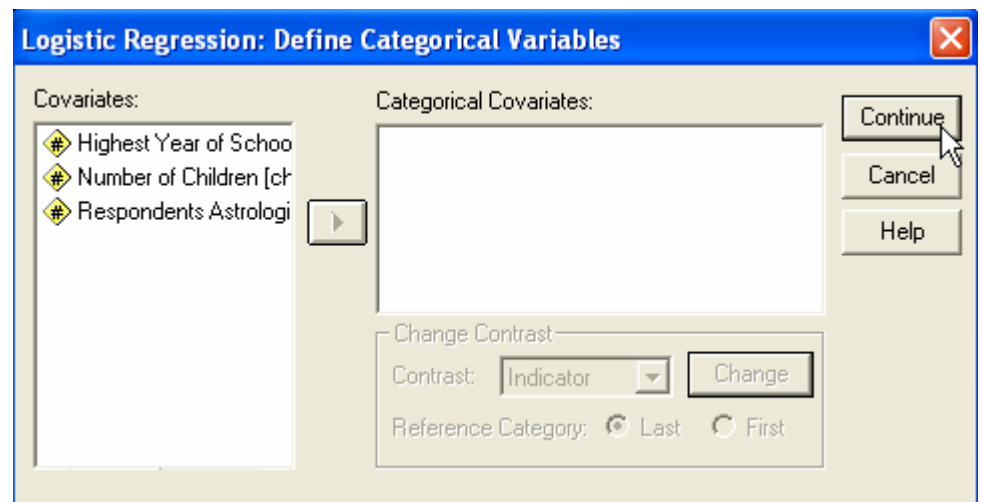 Logistic Regression: Define Categorical Variables
Covariates:
# Highest Year of Schoo
# Number of Children [ch
# Respondents Astrologi
Categorical Covariates:
Continue
Cancel
Help
Change Contrast
Contrast: Indicator Change
Reference Category: Last First